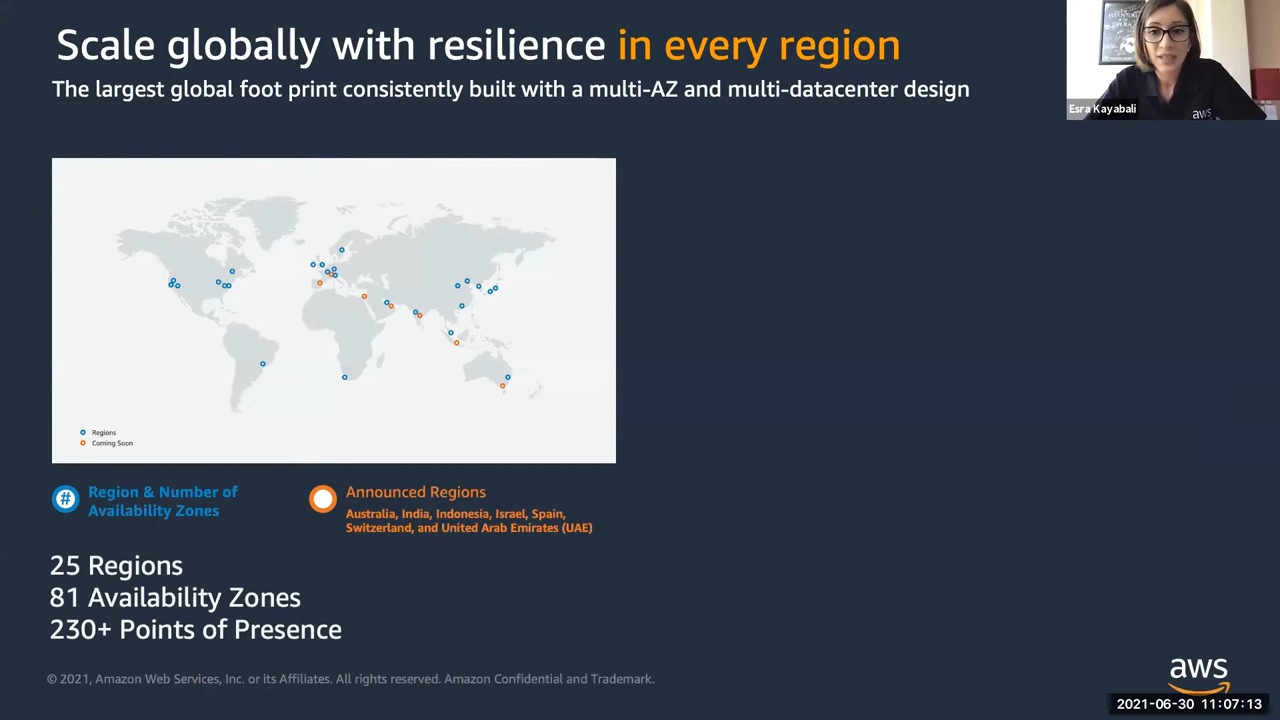 Scale globally with resilience in every region
The largest global foot print consistently built with a multi-AZ and multi-datacenter design
Esra Kayabali
aws
Regions
Coming Soon
#
Region & Number of
Availability Zones
Announced Regions
Australia, India, Indonesia, Israel, Spain,
Switzerland, and United Arab Emirates (UAE)
25 Regions
81 Availability Zones
230+ Points of Presence
© 2021, Amazon Web Services, Inc. or its Affiliates. All rights reserved. Amazon Confidential and Trademark.
aws
2021-06-30 11:07:13